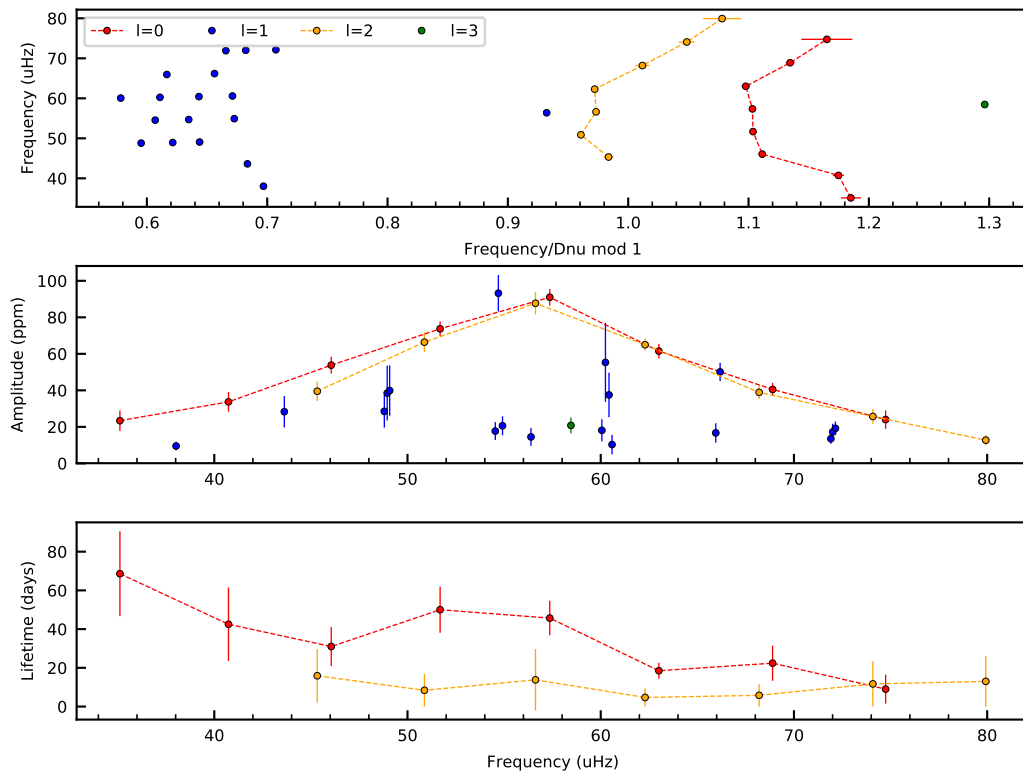 80
l=0 l=1 l=2 l=3
70
60
50
40
Frequency (uHz)
0.6 0.7 0.8 0.9 1.0 1.1 1.2 1.3
Frequency/Dnu mod 1
100
80
60
40
20
0
Amplitude (ppm)
40 50 60 70 80
80
60
40
20
0
Lifetime (days)
40 50 60 70 80
Frequency (uHz)